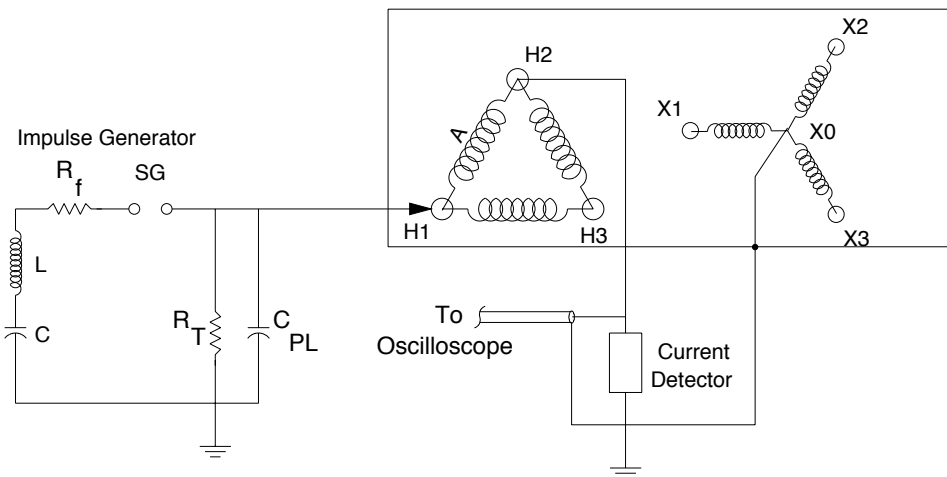 X2
H2
X1
A
X0
Impulse Generator
R f
SG
H1
H3
X3
L
C
R T
C PL
To
Oscilloscope
Current
Detector